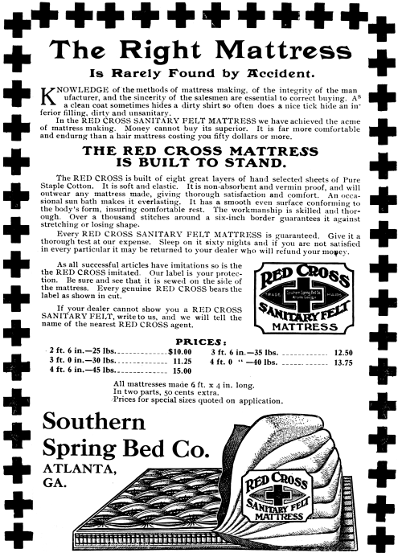 The Right Mattress
Is Rarely Found by Accident.
KNOWLEDGE of the methods of mattress making, of the integrity of the man
ufacturer, and the sincerity of the salesmen are essential to correct buying. As
a clean coat sometimes hides a dirty shirt so often does a nice tick hide an in-
ferior filling, dirty and unsanitary.
In the RED CROSS SANITARY FELT MATTRESS we have achieved the acme
of mattress making. Money cannot buy its superior. It is far more comfortable
and endurng than a hair mattress costing you fifty dollars or more.
THE RED CROSS MATTRESS
IS BUILT TO STAND.
The RED CROSS is built of eight great layers of hand selected sheets of Pure
Staple Cotton. It is soft and elastic. It is non-absorbent and vermin proof, and will
outwear any mattress made, giving thorough satisfaction and comfort. An occa-
sional sun bath makes it everlasting. It has a smooth even surface conforming to
the body's form, insuring comfortable rest. The workmanship is skilled and thor-
ough. Over a thousand stitches around a six-inch border guarantees it against
stretching or losing shape.
Every RED CROSS SANITARY FELT MATTRESS is guaranteed. Give it a
thorough test at our expense. Sleep on it sixty nights and if you are not satisfied
in every particular it may be returned to your dealer who will refund your money.
As all successful articles have imitations so is the
the RED CROSS imitated. Our label is your protec-
tion. Be sure and see that it is sewed on the side of
the mattress. Every genuine RED CROSS bears the
label as shown in cut.
If your dealer cannot show you a RED CROSS
SANITARY FELT, write to us, and we will tell the
name of the nearest RED CROSS agent.
RED CROSS
TRADE MARK
SANITARY FELT
MATTRESS
PRICES:
2 ft. 6 in.—25 lbs. $10.00 3 ft. 6 in.—35 lbs. 12.50
3 ft. 0 in.—30 lbs. 11.25 4 ft. 0 " —40 lbs. 13.75
4 ft. 6 in.—45 lbs. 15.00
All mattresses made 6 ft. x 4 in. long.
In two parts, 50 cents extra.
Prices for special sizes quoted on application.
Southern
Spring Bed Co.
ATLANTA,
GA.
RED CROSS
SANITARY FELT
MATTRESS